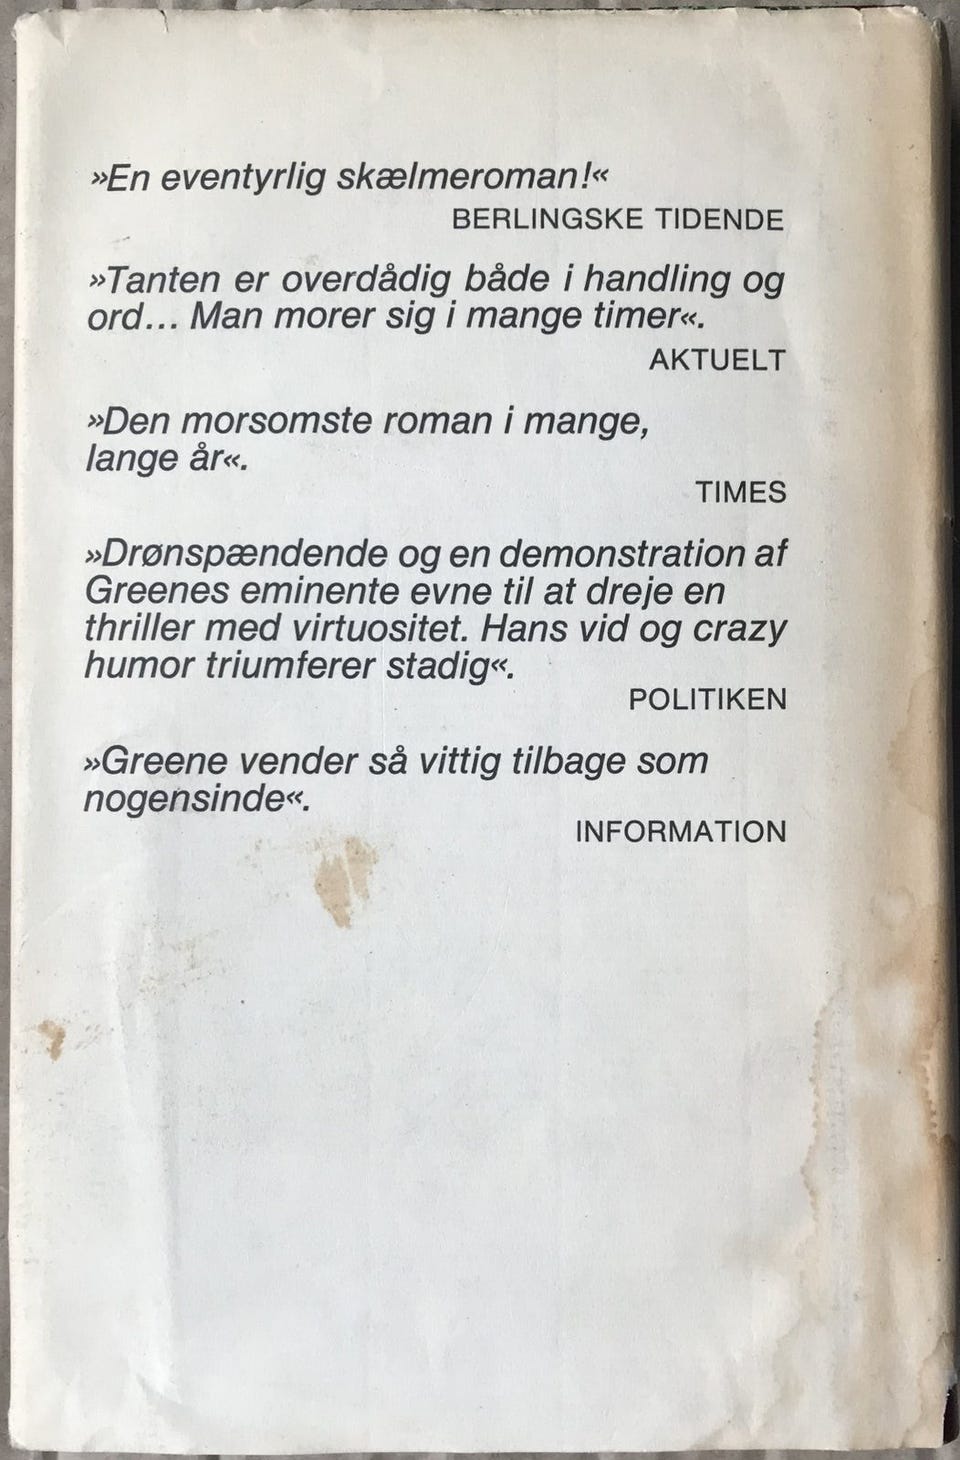 »En eventyrlig skælmeroman!«
BERLINGSKE TIDENDE
»Tanten er overdådig både i handling og
ord... Man morer sig i mange timer«.
AKTUELT
»Den morsomste roman i mange,
lange år«.
TIMES
»Drønspændende og en demonstration af
Greenes eminente evne til at dreje en
thriller med virtuositet. Hans vid og crazy
humor triumferer stadig«.
POLITIKEN
»Greene vender så vittig tilbage som
nogensinde«.
INFORMATION